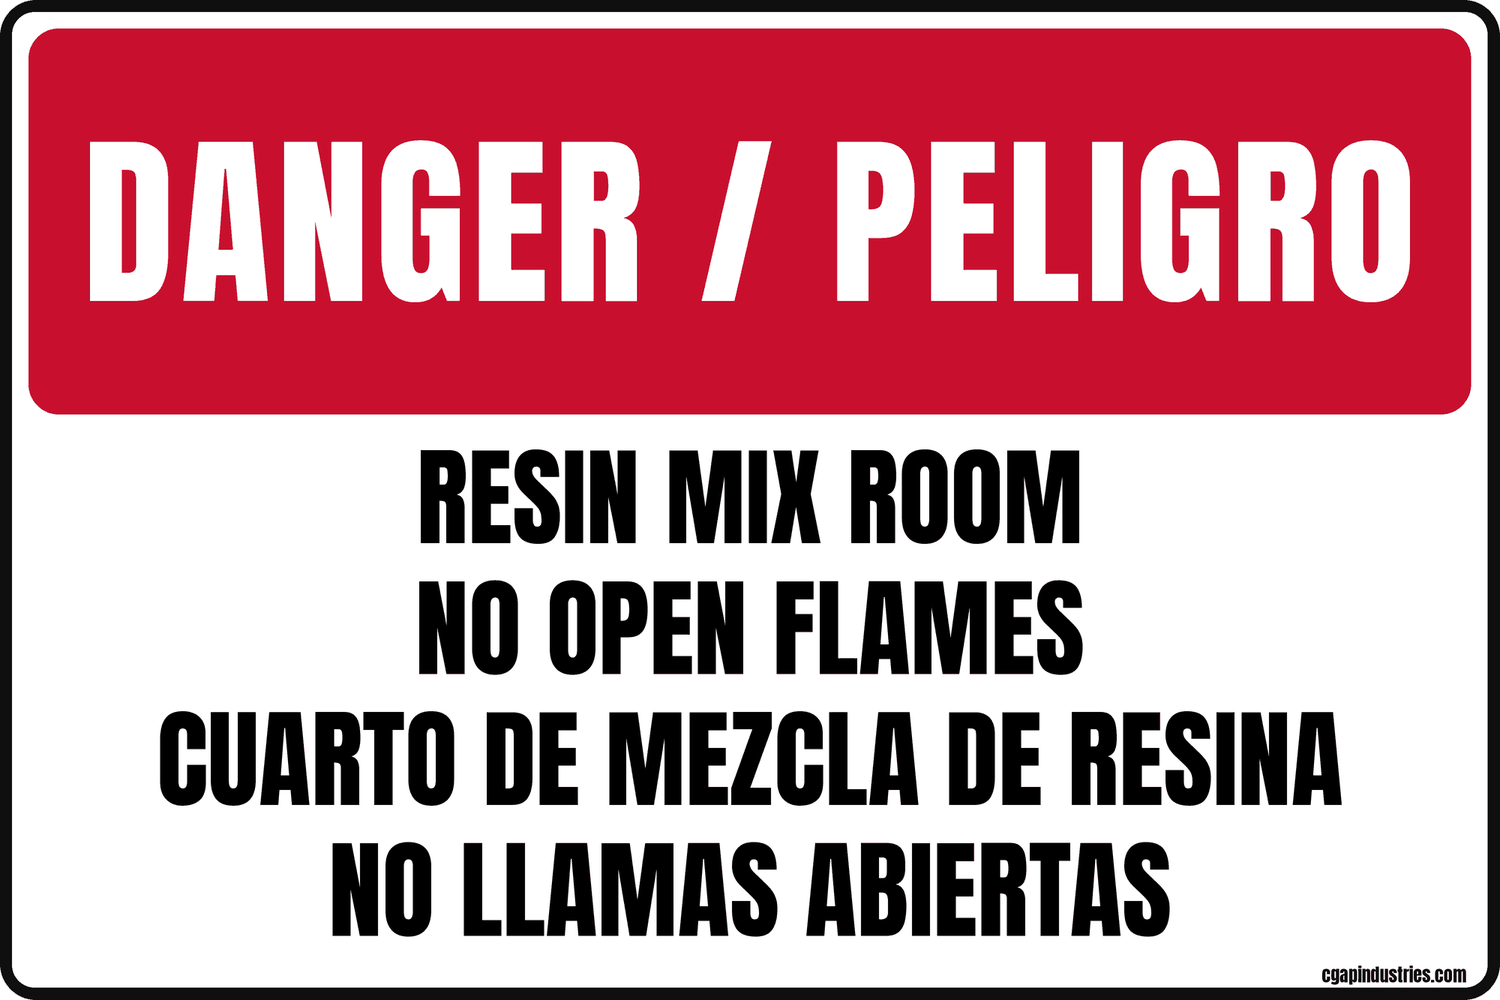 DANGER / PELIGRO
RESIN MIX ROOM
NO OPEN FLAMES
CUARTO DE MEZCLA DE RESINA
NO LLAMAS ABIERTAS
cgapindustries.com